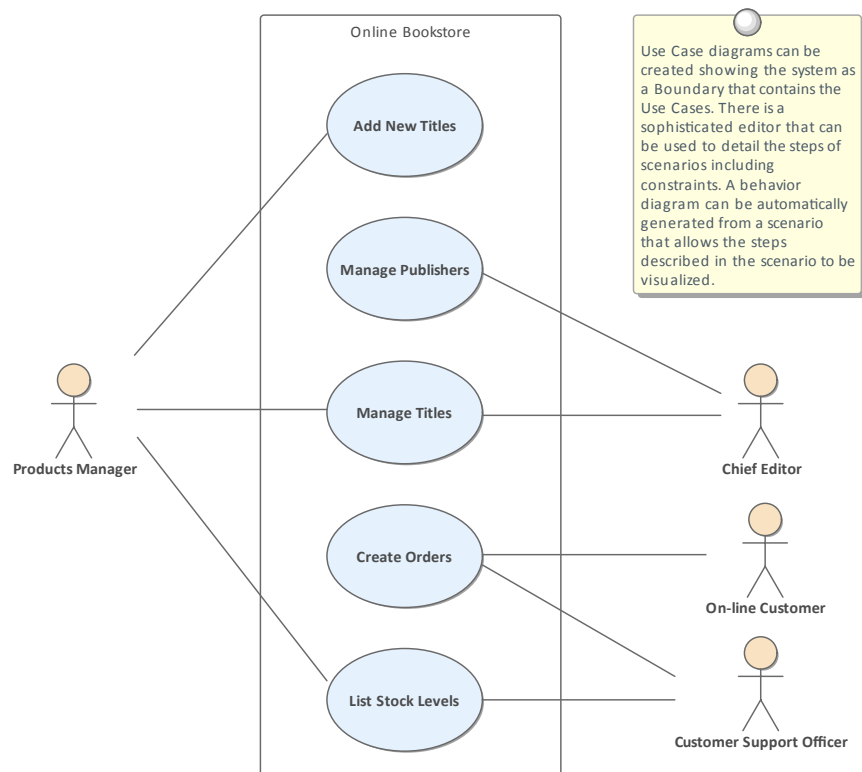 Online Bookstore
Use Case diagrams can be
created showing the system as
a Boundary that contains the
Use Cases. There is a
sophisticated editor that can
be used to detail the steps of
scenarios including
constraints. A behavior
diagram can be automatically
generated from a scenario
that allows the steps
described in the scenario to be
visualized.
Add New Titles
Manage Publishers
Manage Titles
Products Manager
Chief Editor
Create Orders
On-line Customer
List Stock Levels
Customer Support Officer